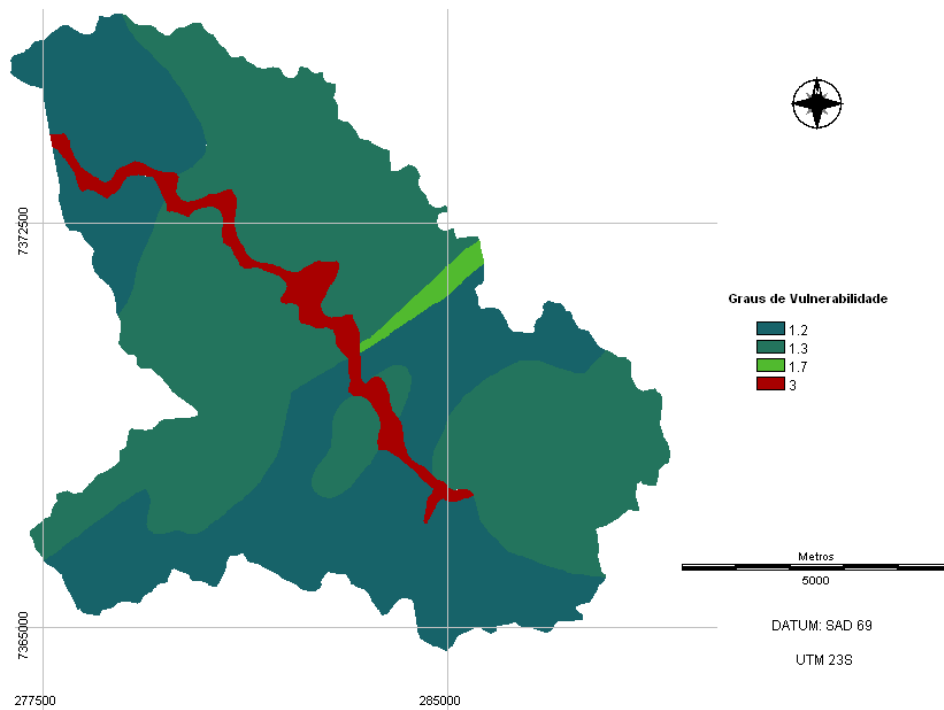 N
7372500
Graus de Vulnerabilidade
1.2
1.3
1.7
3
Metros
5000
7365000
DATUM: SAD 69
UTM 23S
277500
285000